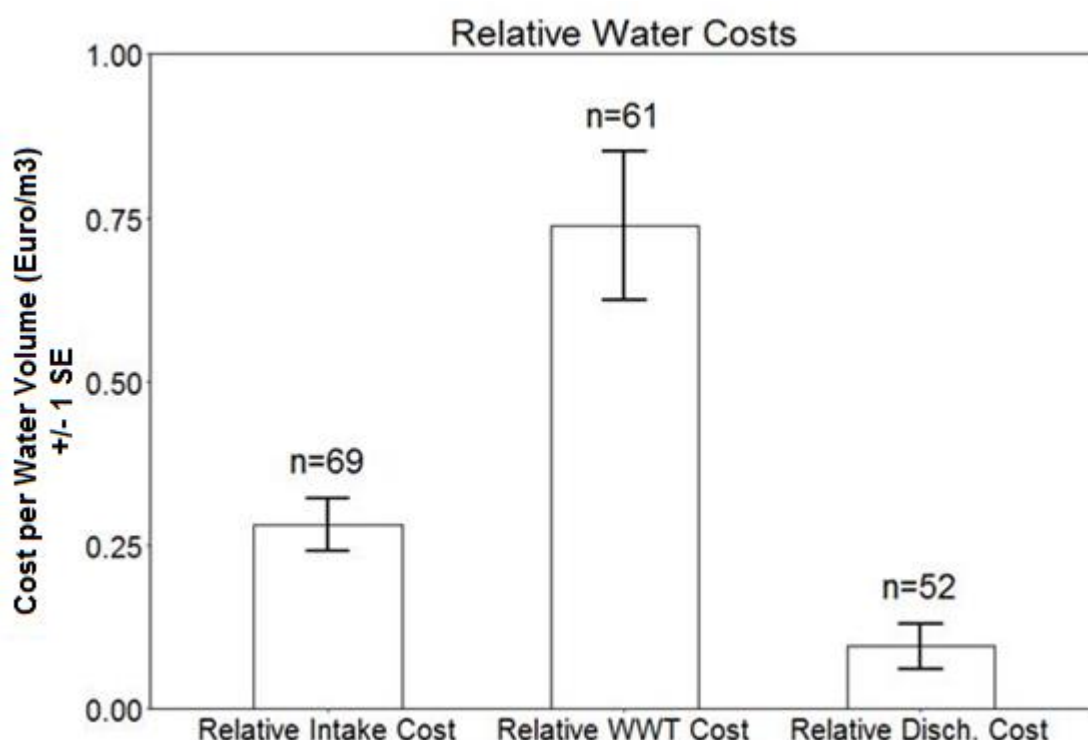 Relative Water Costs
Cost per Water Volume (Euro/m3)
+/- 1 SE
1.00
0.75
0.50
0.25
0.00
n=69
n=61
n=52
Relative Intake Cost
Relative WWT Cost
Relative Disch. Cost